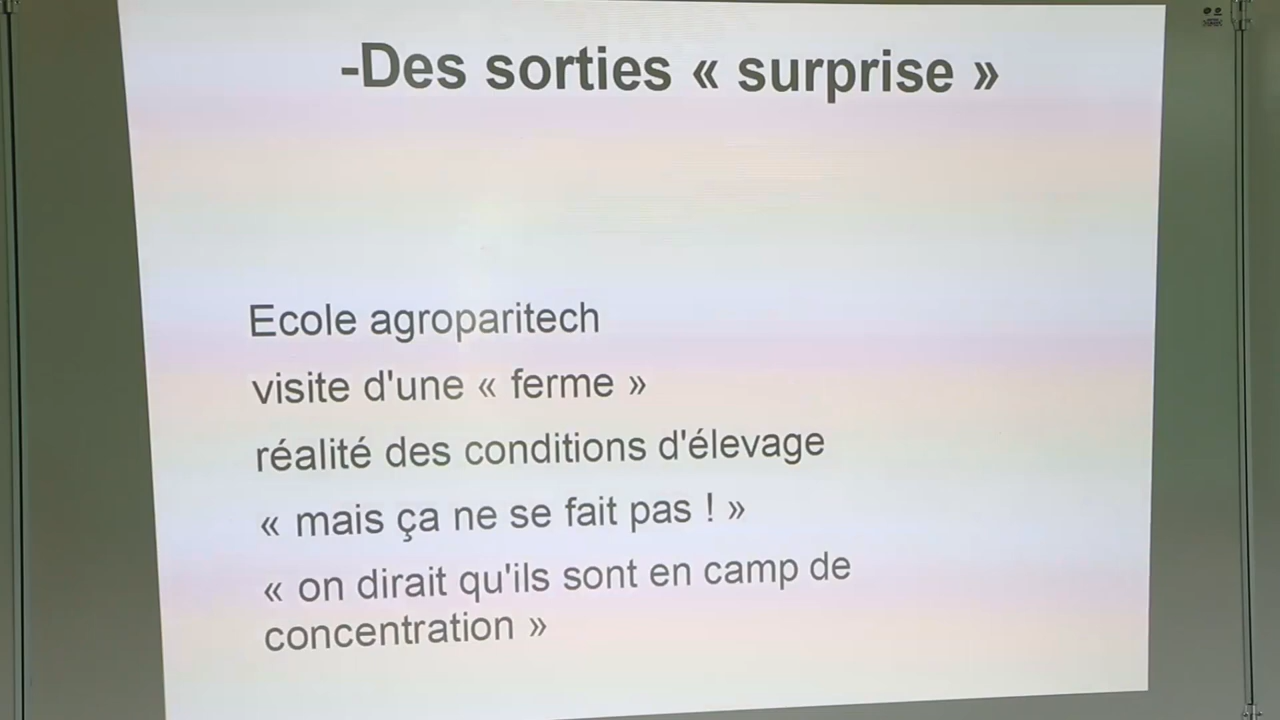 -Des sorties « surprise »
Ecole agroparitech
visite d'une « ferme »
réalité des conditions d'élevage
« mais ça ne se fait pas ! »
« on dirait qu'ils sont en camp de
concentration »